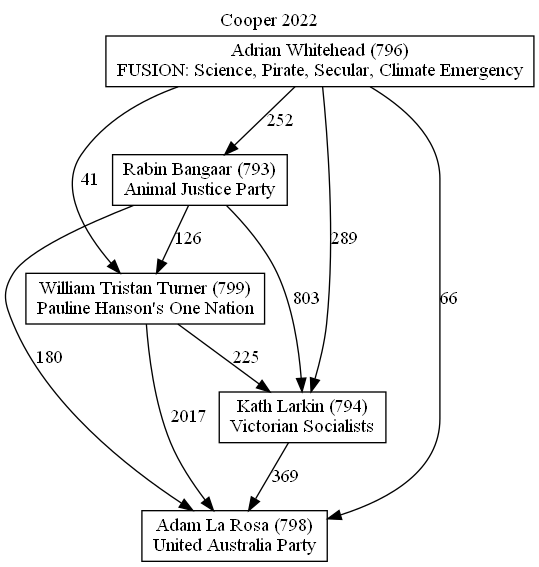 Cooper 2022
Adrian Whitehead (796)
FUSION: Science, Pirate, Secular, Climate Emergency
252
Rabin Bangaar (793)
Animal Justice Party
41
126
289
William Tristan Turner (799)
Pauline Hanson's One Nation
803
66
180
225
2017
Kath Larkin (794)
Victorian Socialists
369
Adam La Rosa (798)
United Australia Party